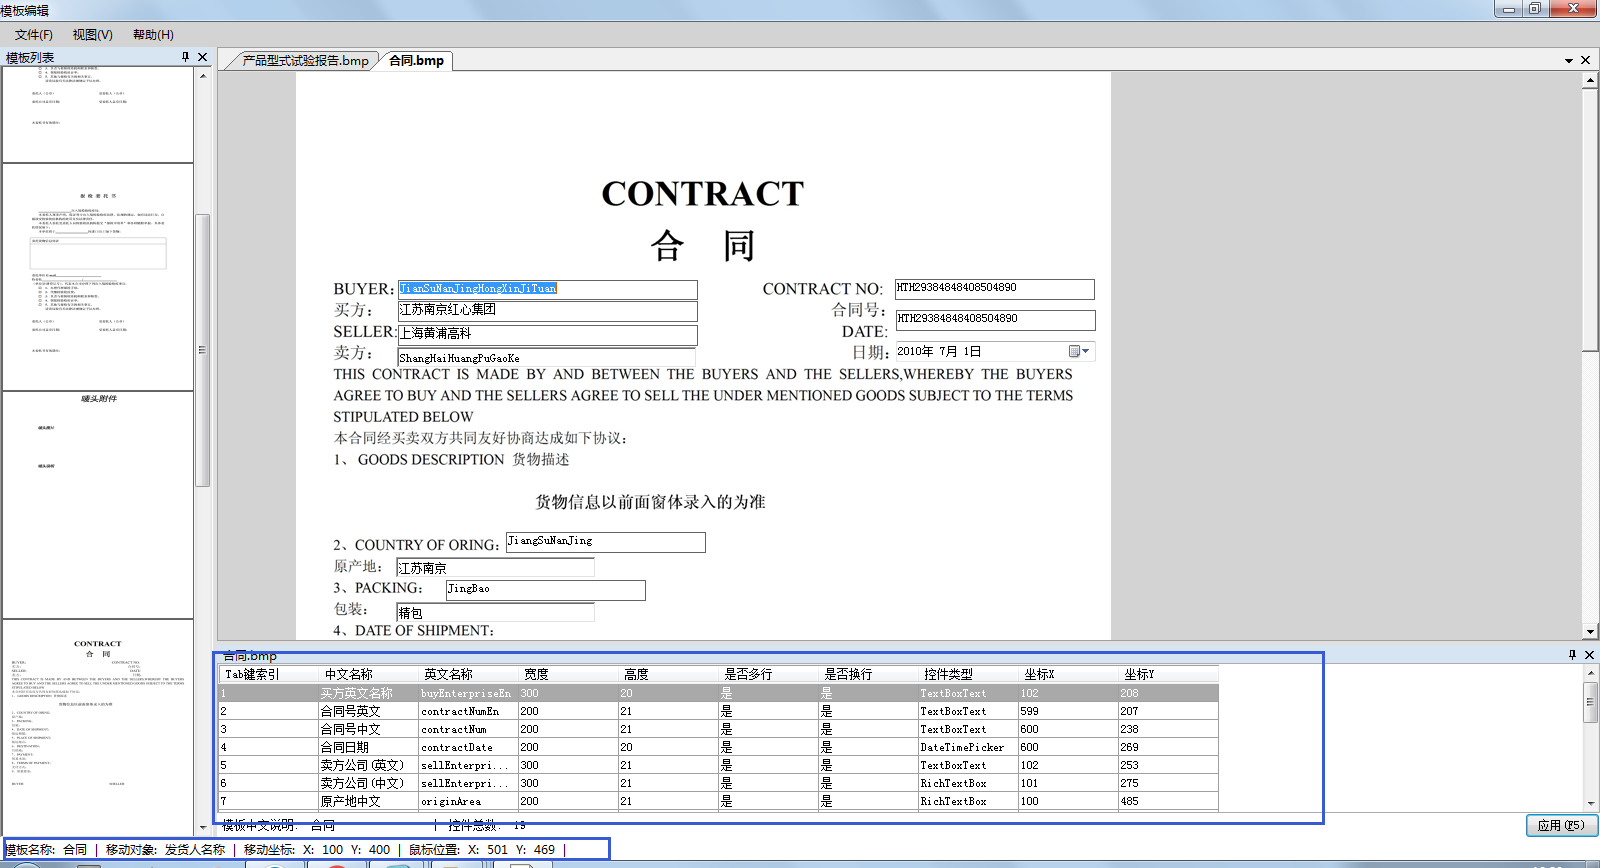 模板编辑
文件(F) 视图(V) 帮助(H)
模板列表
产品型式试验报告.bmp 合同.bmp
唛头附件
CONTRACT
合 同
CONTRACT
合 同
BUYER: JianSuNanJingHongXinJiTuan CONTRACT NO: HTH29384848408504890
买方: 江苏南京红心集团 合同号: HTH29384848408504890
SELLER: 上海黄浦高科 DATE:
卖方: ShangHaiHuangPuGaoKe 日期: 2010年 7月 1日
THIS CONTRACT IS MADE BY AND BETWEEN THE BUYERS AND THE SELLERS,WHEREBY THE BUYERS
AGREE TO BUY AND THE SELLERS AGREE TO SELL THE UNDER MENTIONED GOODS SUBJECT TO THE TERMS
STIPULATED BELOW
本合同经买卖双方共同友好协商达成如下协议:
1、 GOODS DESCRIPTION 货物描述
货物信息以前面窗体录入的为准
2、COUNTRY OF ORING: JiangSuNanJing
原产地: 江苏南京
3、PACKING: JingBao
包装: 精包
4、DATE OF SHIPMENT:
合同.bmp
Tab键索引 中文名称 英文名称 宽度 高度 是否多行 是否换行 控件类型 坐标X 坐标Y
1 买方英文名称 buyEnterpriseEn 300 20 是 是 TextBoxText 102 208
2 合同号英文 contractNumEn 200 21 是 是 TextBoxText 599 207
3 合同号中文 contractNum 200 21 是 是 TextBoxText 600 238
4 合同日期 contractDate 200 20 是 是 DateTimePicker 600 269
5 卖方公司(英文) sellEnterpri... 300 21 是 是 TextBoxText 102 253
6 卖方公司(中文) sellEnterpri... 300 21 是 是 RichTextBox 101 275
7 原产地中文 originArea 200 21 是 是 RichTextBox 100 485
模板中文说明: 合同 | 控件总数: 19
应用(F5)
模板名称: 合同 | 移动对象: 发货人名称 | 移动坐标: X: 100 Y: 400 | 鼠标位置: X: 501 Y: 469 |